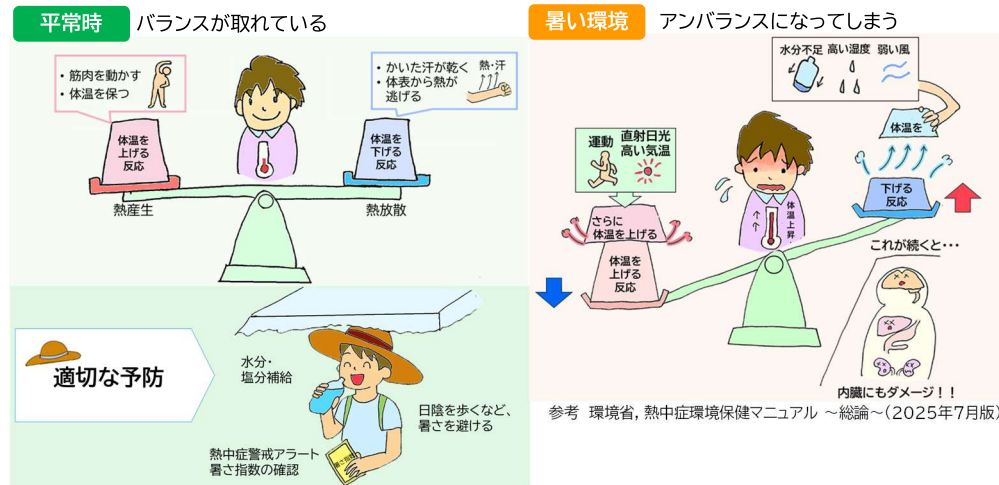 平常時
バランスが取れている
・筋肉を動かす
・体温を保つ
・かいた汗が乾く
・体表から熱が
逃げる
熱・汗
体温を
上げる
反応
体温を
下げる
反応
熱産生
熱放散
適切な予防
水分・
塩分補給
日陰を歩くなど、
暑さを避ける
熱中症警戒アラート
暑さ指数の確認
暑さ指数
暑い環境
アンバランスになってしまう
水分不足
高い湿度
弱い風
運動
直射日光
高い気温
体温を
下げる
反応
さらに
体温を上げる
体温を
上げる
反応
体温上昇
これが続くと・・・
内臓にもダメージ！！
参考 環境省, 熱中症環境保健マニュアル ～総論～（2025年7月版）